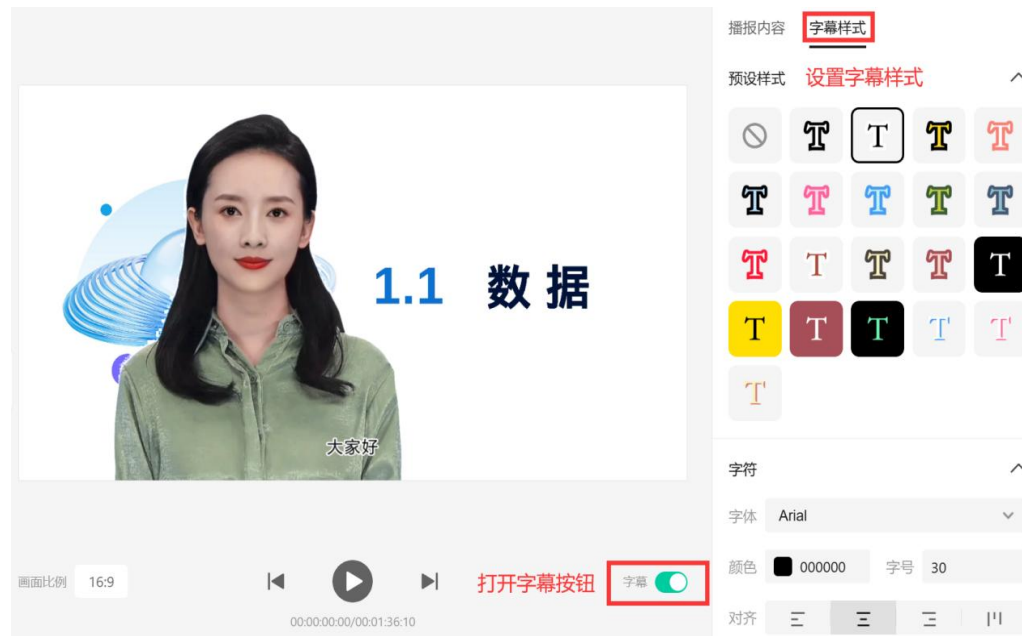 播报内容 字幕样式
预设样式 设置字幕样式
T T T T
T T T T T
T T T T T
T T T T T
T
1.1 数据
大家好
字符
字体 Arial
颜色 000000 字号 30
对齐
画面比例 16:9
打开字幕按钮 字幕
00:00:00:00/00:01:36:10